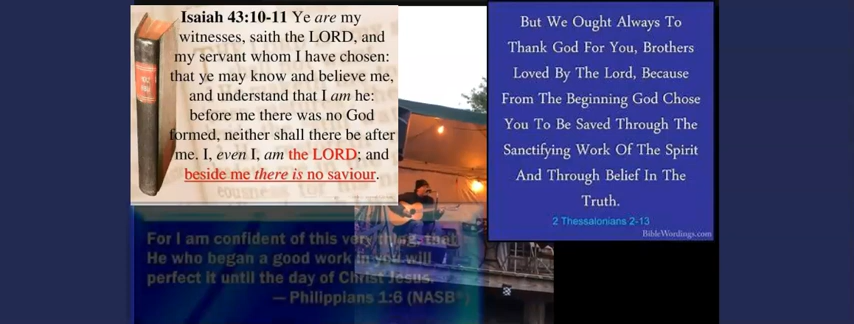 Isaiah 43:10-11 Ye are my
witnesses, saith the LORD, and
my servant whom I have chosen:
that ye may know and believe me,
and understand that I am he:
before me there was no God
formed, neither shall there be after
me. I, even I, am the LORD; and
beside me there is no saviour.
But We Ought Always To
Thank God For You, Brothers
Loved By The Lord, Because
From The Beginning God Chose
You To Be Saved Through The
Sanctifying Work Of The Spirit
And Through Belief In The
Truth.
2 Thessalonians 2-13
BibleWordings.com
For I am confident of this very thing, that
He who began a good work in you will
perfect it until the day of Christ Jesus.
— Philippians 1:6 (NASB®)